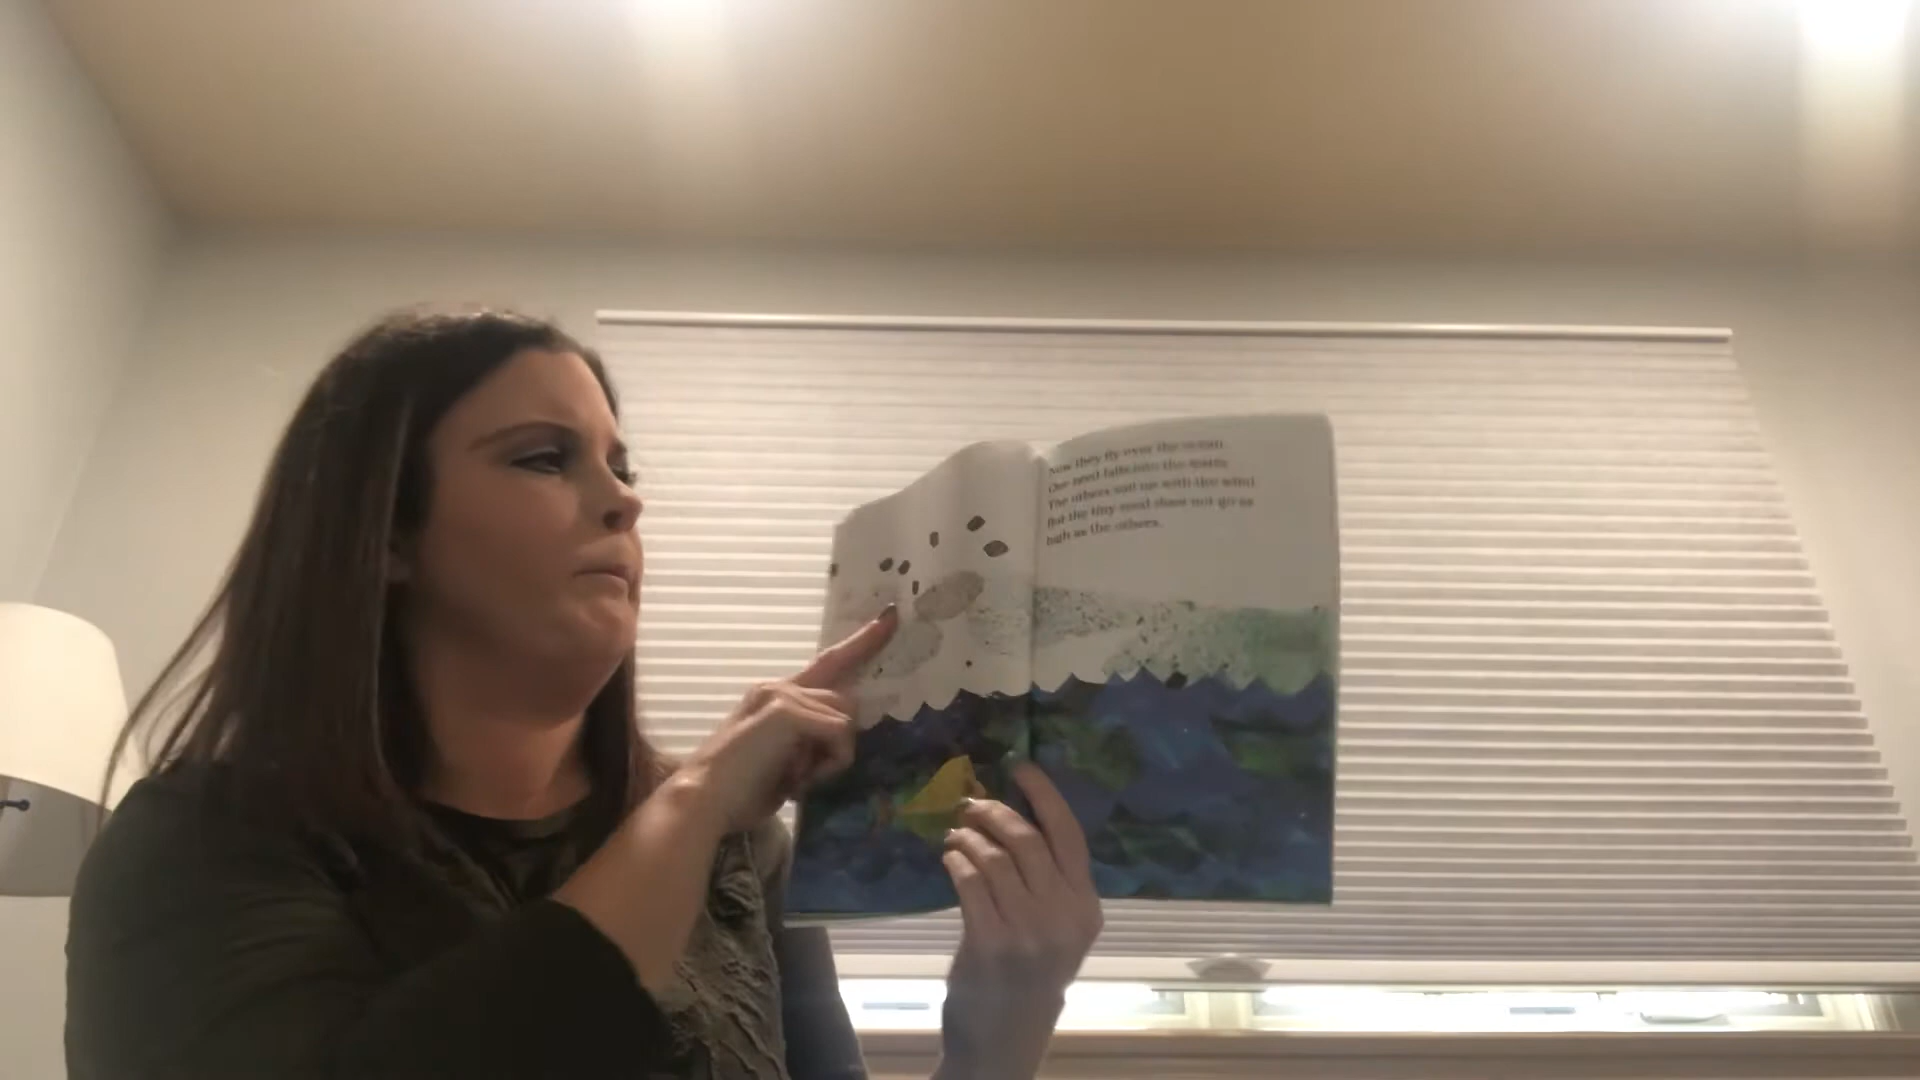 Now they fly over the ocean.
One seed falls into the water.
The others sail on with the wind.
But the tiny seed does not go as
high as the others.